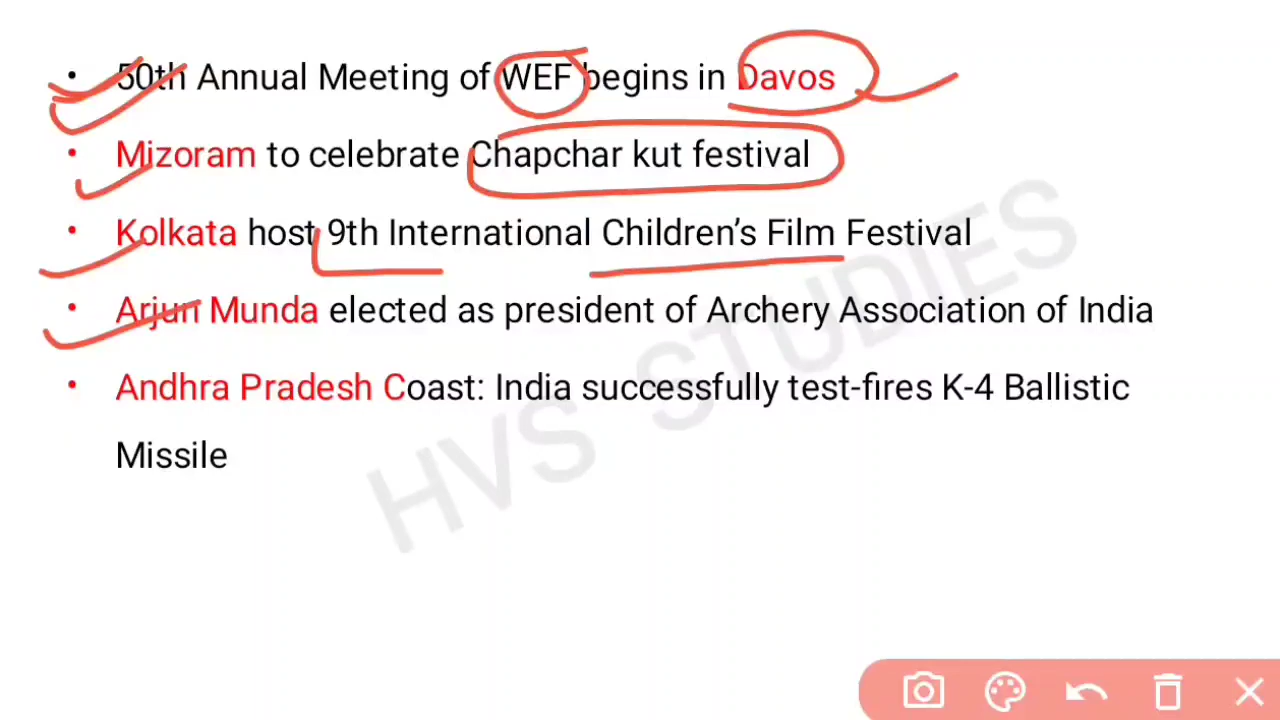 • 50th Annual Meeting of WEF begins in Davos
• Mizoram to celebrate Chapchar kut festival
• Kolkata host 9th International Children’s Film Festival
• Arjun Munda elected as president of Archery Association of India
• Andhra Pradesh Coast: India successfully test-fires K-4 Ballistic
Missile
HVS STUDIES